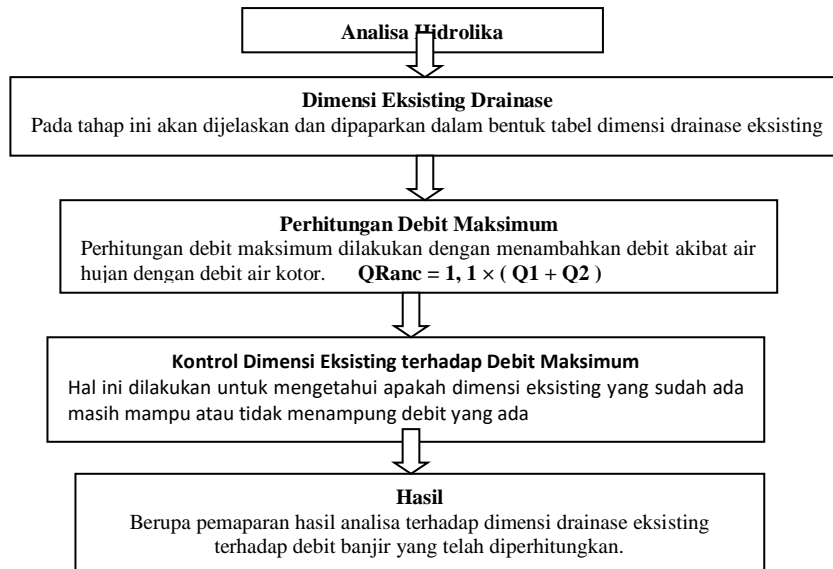 Analisa Hidrolika
Dimensi Eksisting Drainase
Pada tahap ini akan dijelaskan dan dipaparkan dalam bentuk tabel dimensi drainase eksisting
Perhitungan Debit Maksimum
Perhitungan debit maksimum dilakukan dengan menambahkan debit akibat air
hujan dengan debit air kotor. QRanc = 1, 1 × ( Q1 + Q2 )
Kontrol Dimensi Eksisting terhadap Debit Maksimum
Hal ini dilakukan untuk mengetahui apakah dimensi eksisting yang sudah ada
masih mampu atau tidak menampung debit yang ada
Hasil
Berupa pemaparan hasil analisa terhadap dimensi drainase eksisting
terhadap debit banjir yang telah diperhitungkan.